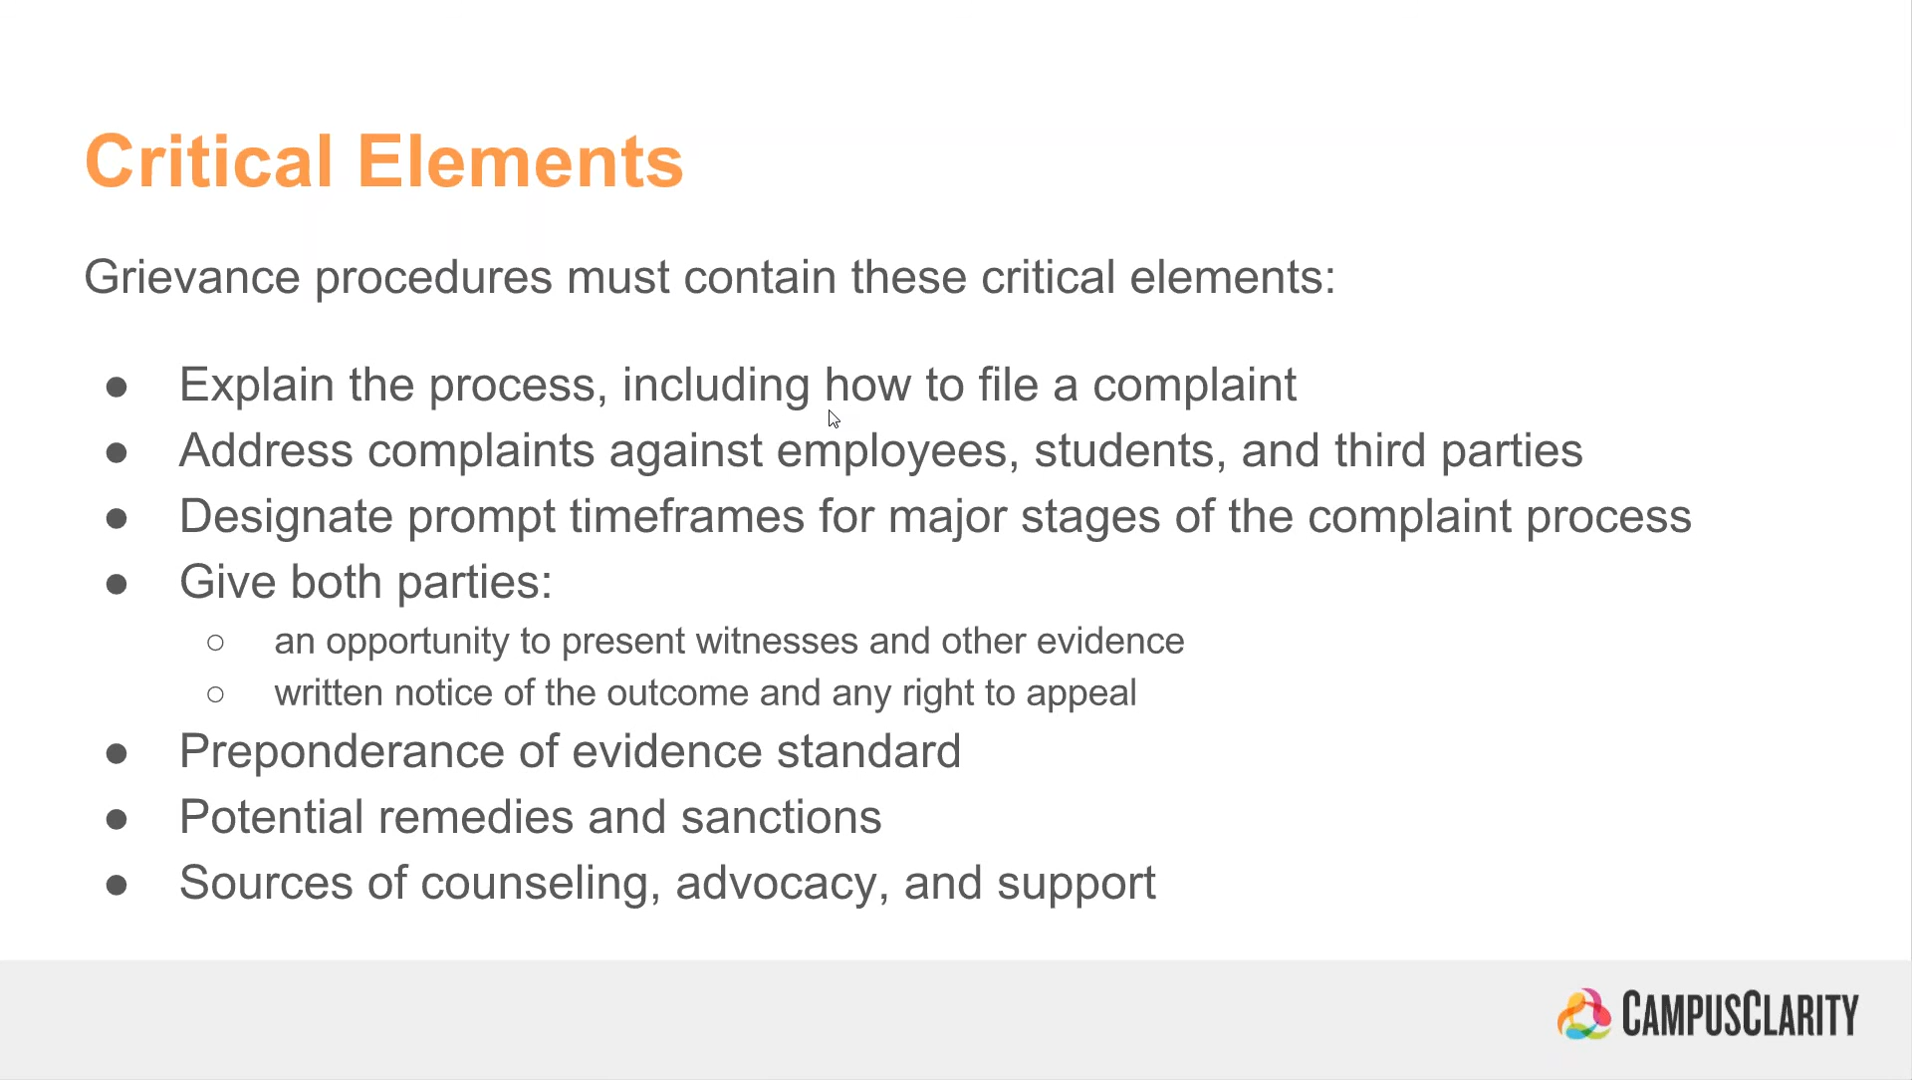 Critical Elements
Grievance procedures must contain these critical elements:
● Explain the process, including how to file a complaint
● Address complaints against employees, students, and third parties
● Designate prompt timeframes for major stages of the complaint process
● Give both parties:
○ an opportunity to present witnesses and other evidence
○ written notice of the outcome and any right to appeal
● Preponderance of evidence standard
● Potential remedies and sanctions
● Sources of counseling, advocacy, and support
CAMPUSCLARITY